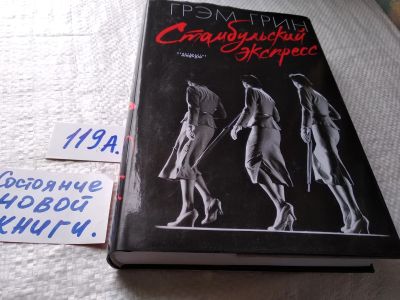 ГРЭМ ГРИН
Стамбульский
экспресс
119А.
Состояние
новой
книги.